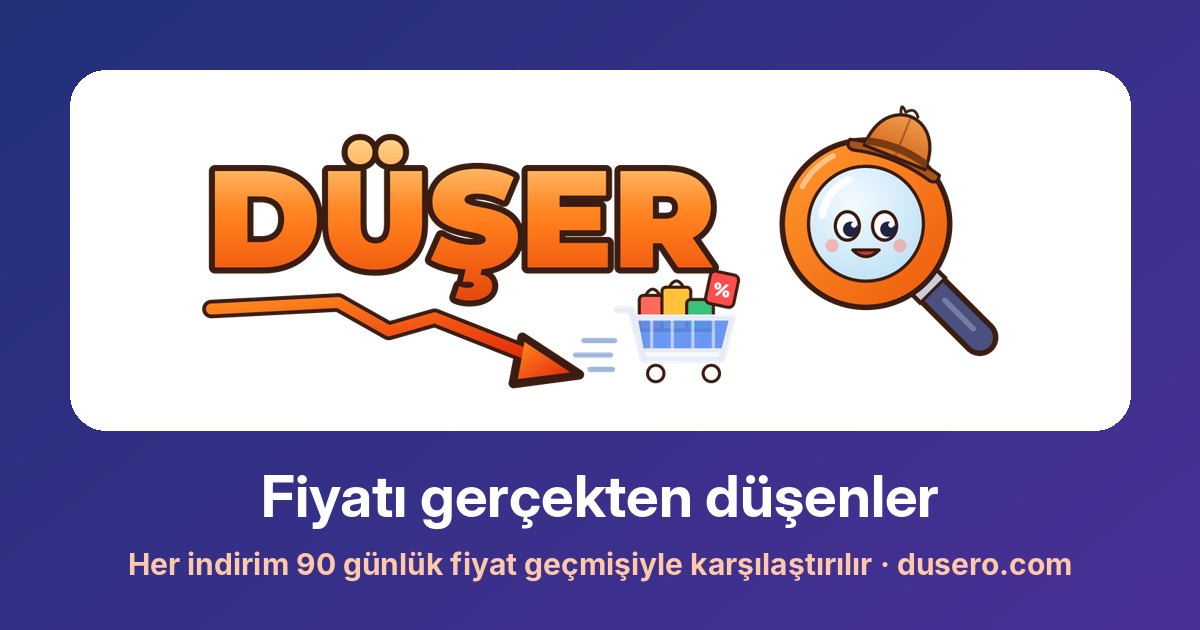 DÜŞER
%
Fiyatı gerçekten düşenler
Her indirim 90 günlük fiyat geçmişiyle karşılaştırılır · dusero.com